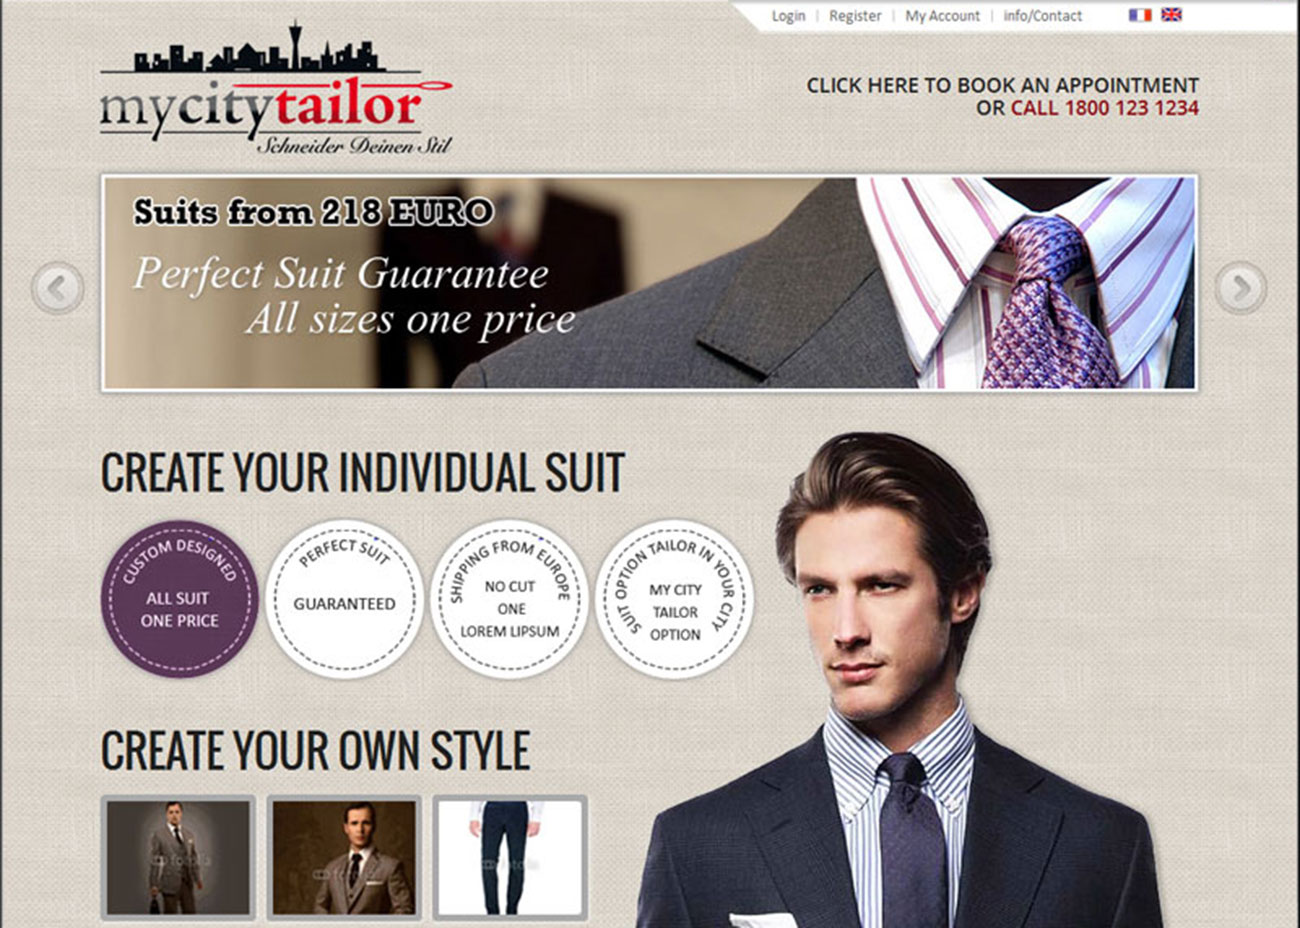 Login | Register | My Account | info/Contact
mycitytailor
Schneider Deinen Stil
CLICK HERE TO BOOK AN APPOINTMENT
OR CALL 1800 123 1234
Suits from 218 EURO
Perfect Suit Guarantee
All sizes one price
CREATE YOUR INDIVIDUAL SUIT
CUSTOM DESIGNED
ALL SUIT
ONE PRICE
PERFECT SUIT
GUARANTEED
SHIPPING FROM EUROPE
NO CUT
ONE
LOREM LIPSUM
SUIT OPTION TAILOR IN YOUR CITY
MY CITY
TAILOR
OPTION
CREATE YOUR OWN STYLE
fotolia
fotolia
fotolia